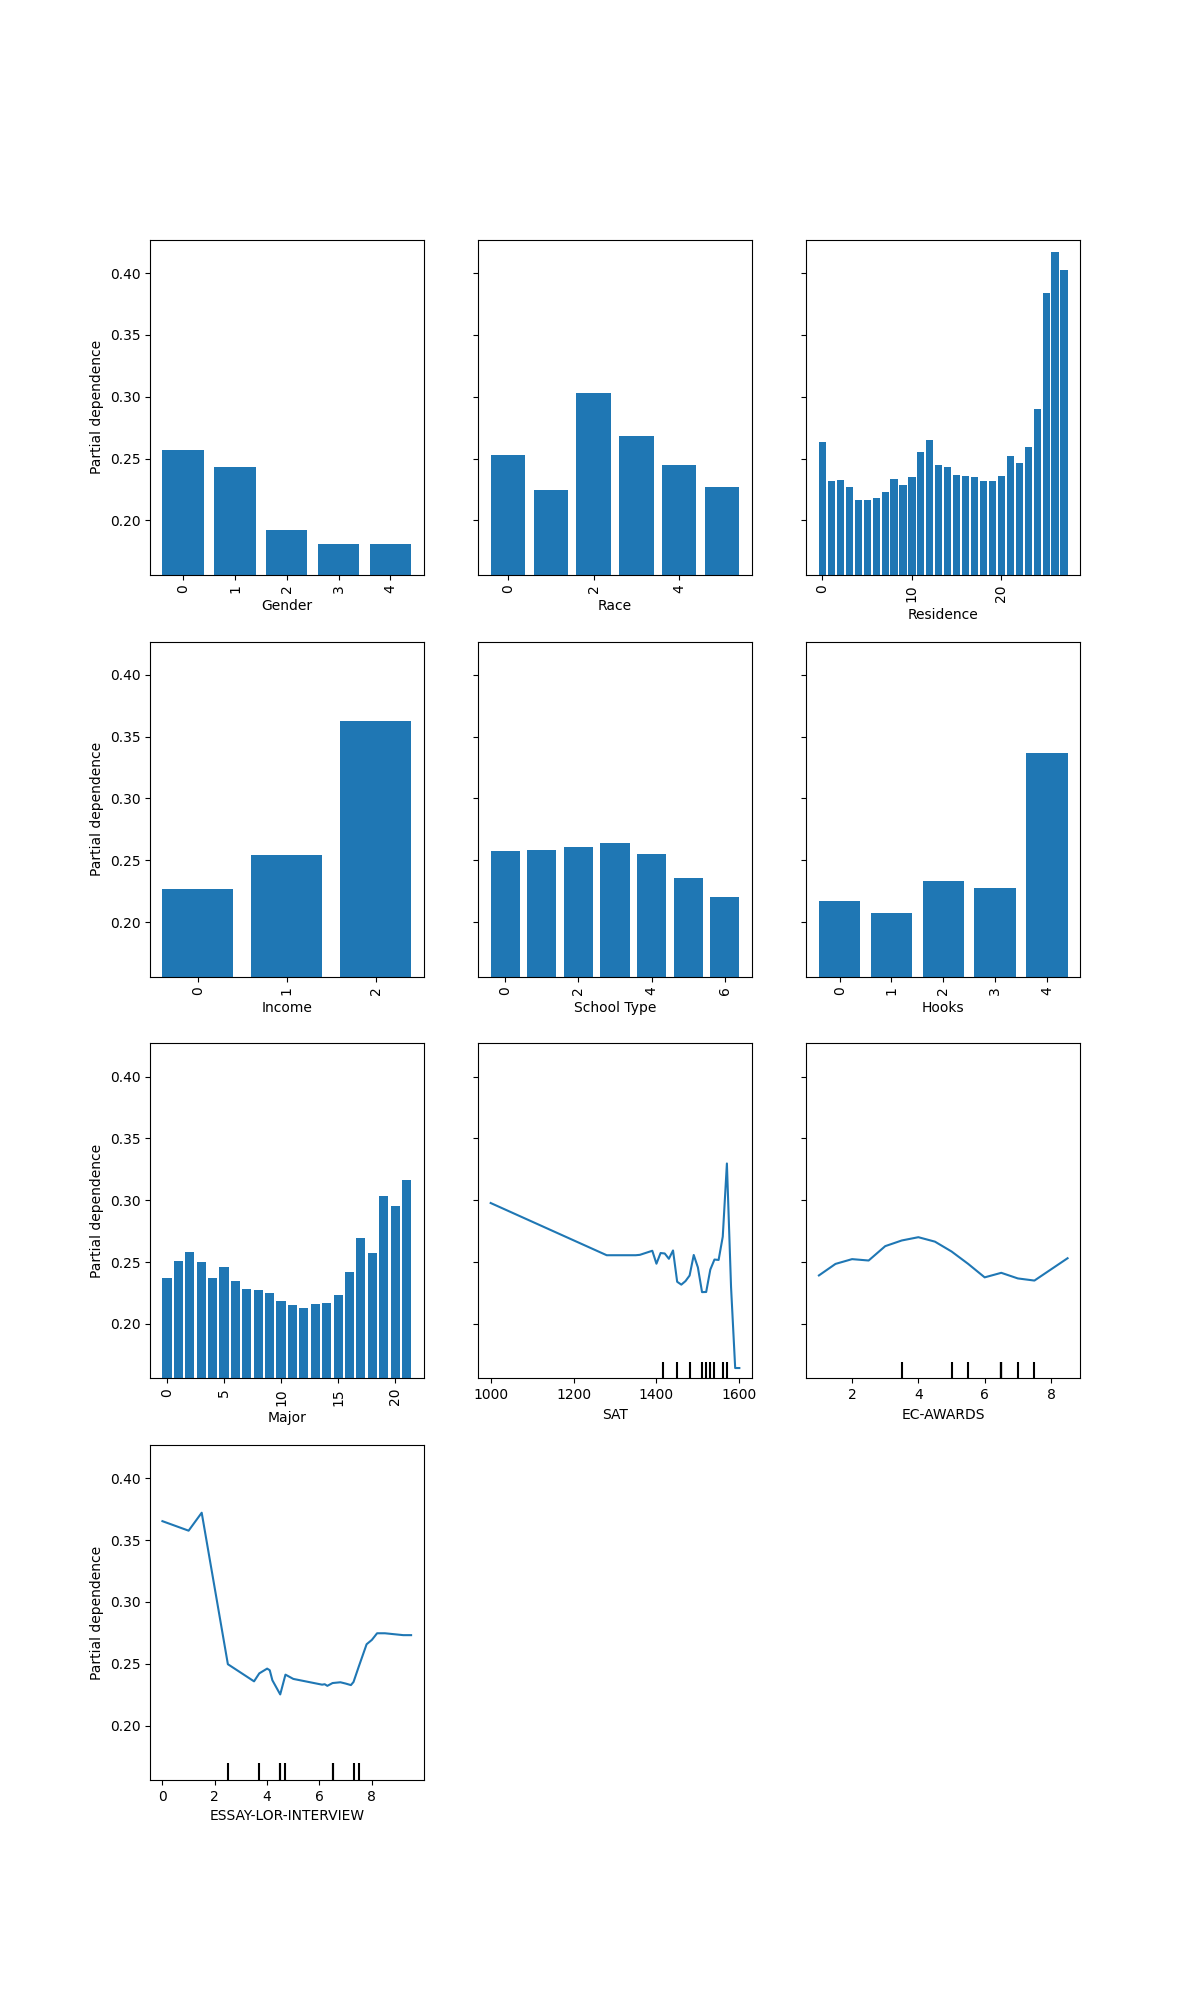 Partial dependence
0.40
0.35
0.30
0.25
0.20
0 1 2 3 4
Gender
0 2 4
Race
0 10 20
Residence
Partial dependence
0.40
0.35
0.30
0.25
0.20
0 1 2
Income
0 2 4 6
School Type
0 1 2 3 4
Hooks
Partial dependence
0.40
0.35
0.30
0.25
0.20
0 5 10 15 20
Major
1000 1200 1400 1600
SAT
2 4 6 8
EC-AWARDS
Partial dependence
0.40
0.35
0.30
0.25
0.20
0 2 4 6 8
ESSAY-LOR-INTERVIEW